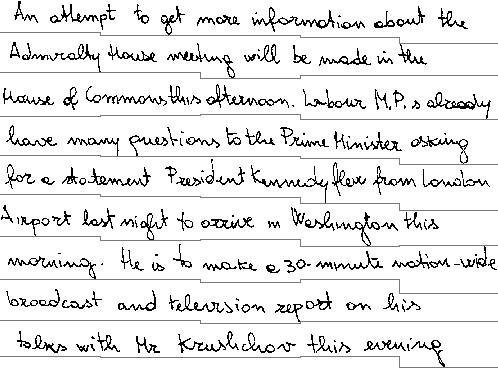 An attempt to get more information about the
Admiralty House meeting will be made in the
House of Commons this afternoon. Labour M.P.s already
have many questions to the Prime Minister asking
for a statement President Kennedy flew from London
Airport last night to arrive in Washington this
morning. He is to make a 30-minute nation-wide
broadcast and television report on his
talks with Mr Krushchov this evening